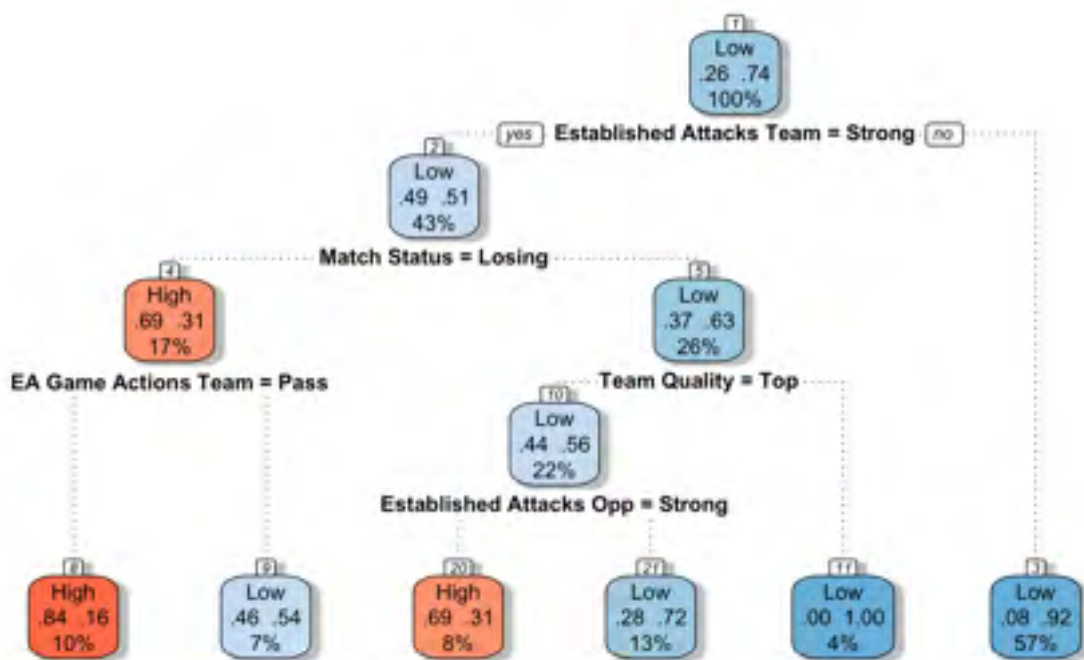 1
Low
.26 .74
100%
yes Established Attacks Team = Strong no
2
Low
.49 .51
43%
Match Status = Losing
4
High
.69 .31
17%
5
Low
.37 .63
26%
EA Game Actions Team = Pass
Team Quality = Top
10
Low
.44 .56
22%
Established Attacks Opp = Strong
8
High
.84 .16
10%
9
Low
.46 .54
7%
20
High
.69 .31
8%
21
Low
.28 .72
13%
11
Low
.00 1.00
4%
3
Low
.08 .92
57%